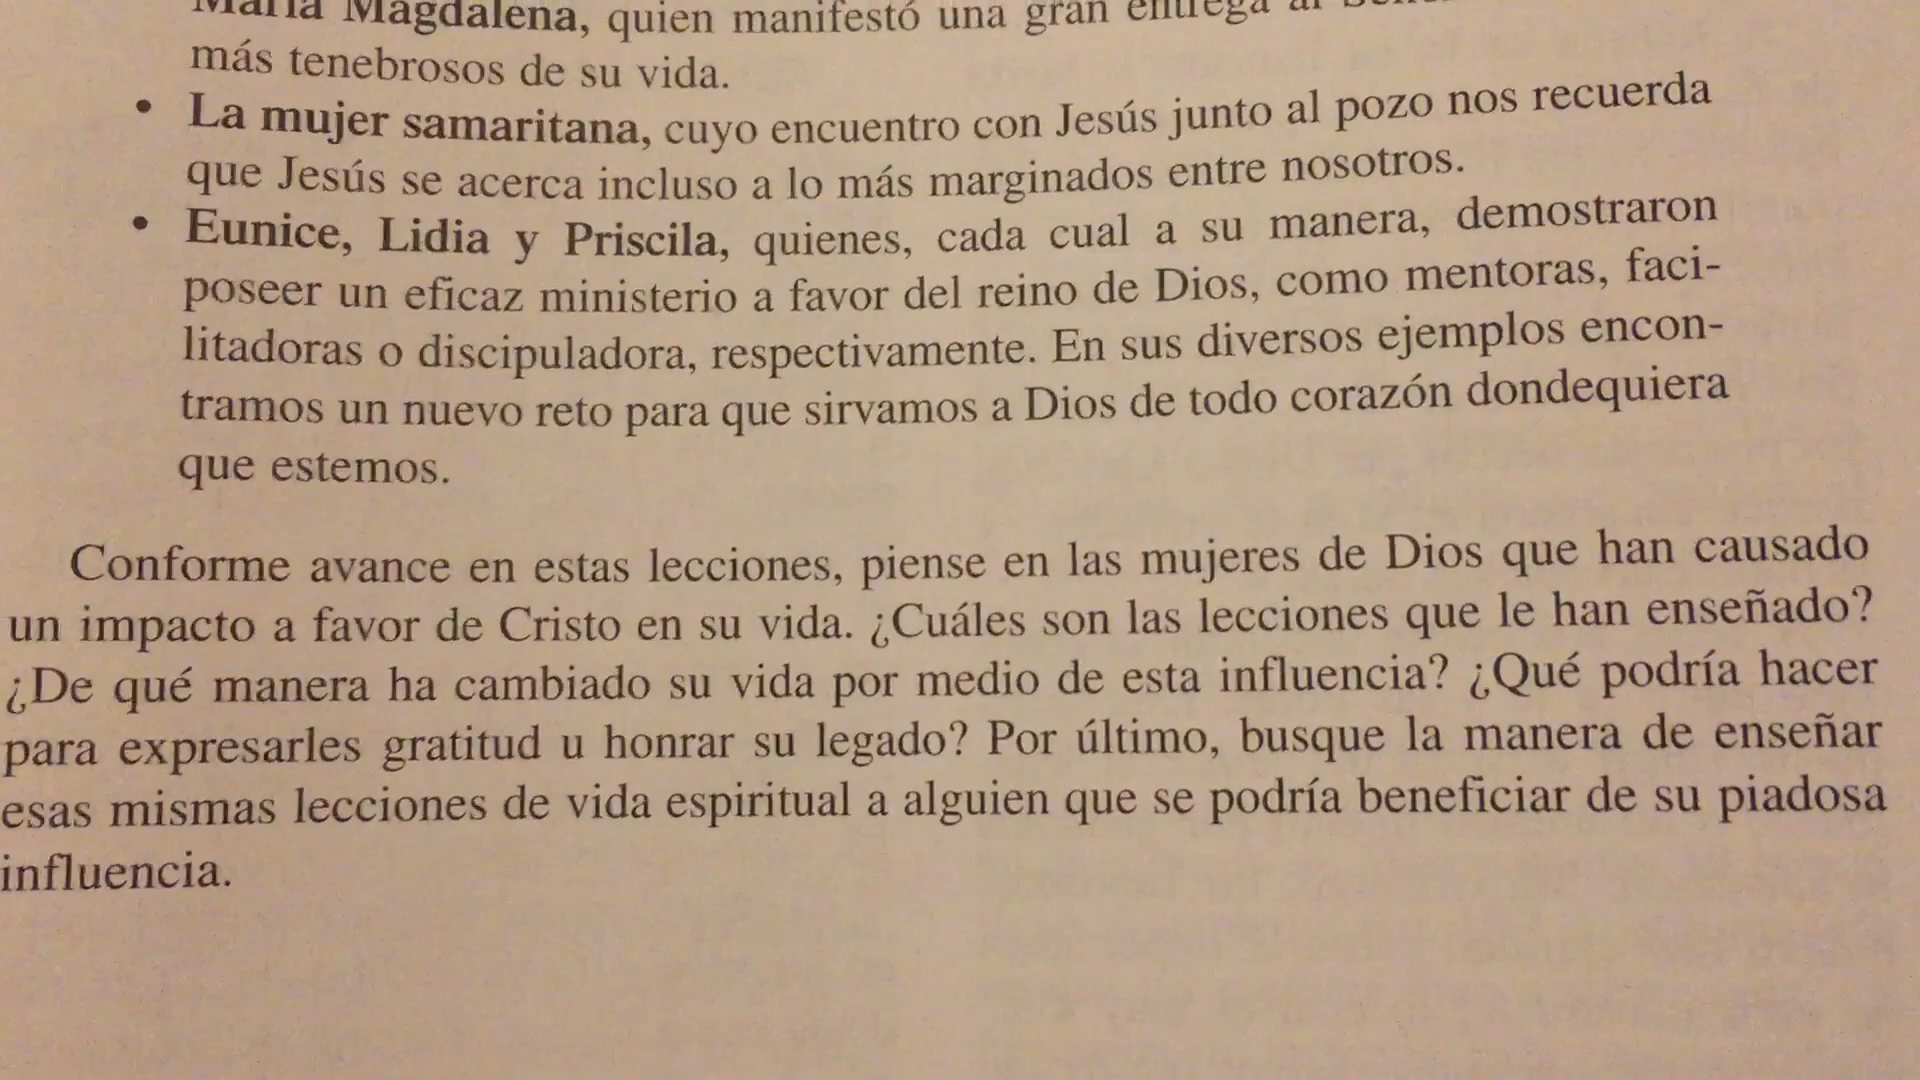 María Magdalena, quien manifestó una gran entrega al
más tenebrosos de su vida.
• La mujer samaritana, cuyo encuentro con Jesús junto al pozo nos recuerda
que Jesús se acerca incluso a lo más marginados entre nosotros.
• Eunice, Lidia y Priscila, quienes, cada cual a su manera, demostraron
poseer un eficaz ministerio a favor del reino de Dios, como mentoras, faci-
litadoras o discipuladora, respectivamente. En sus diversos ejemplos encon-
tramos un nuevo reto para que sirvamos a Dios de todo corazón dondequiera
que estemos.
Conforme avance en estas lecciones, piense en las mujeres de Dios que han causado
un impacto a favor de Cristo en su vida. ¿Cuáles son las lecciones que le han enseñado?
¿De qué manera ha cambiado su vida por medio de esta influencia? ¿Qué podría hacer
para expresarles gratitud u honrar su legado? Por último, busque la manera de enseñar
esas mismas lecciones de vida espiritual a alguien que se podría beneficiar de su piadosa
influencia.